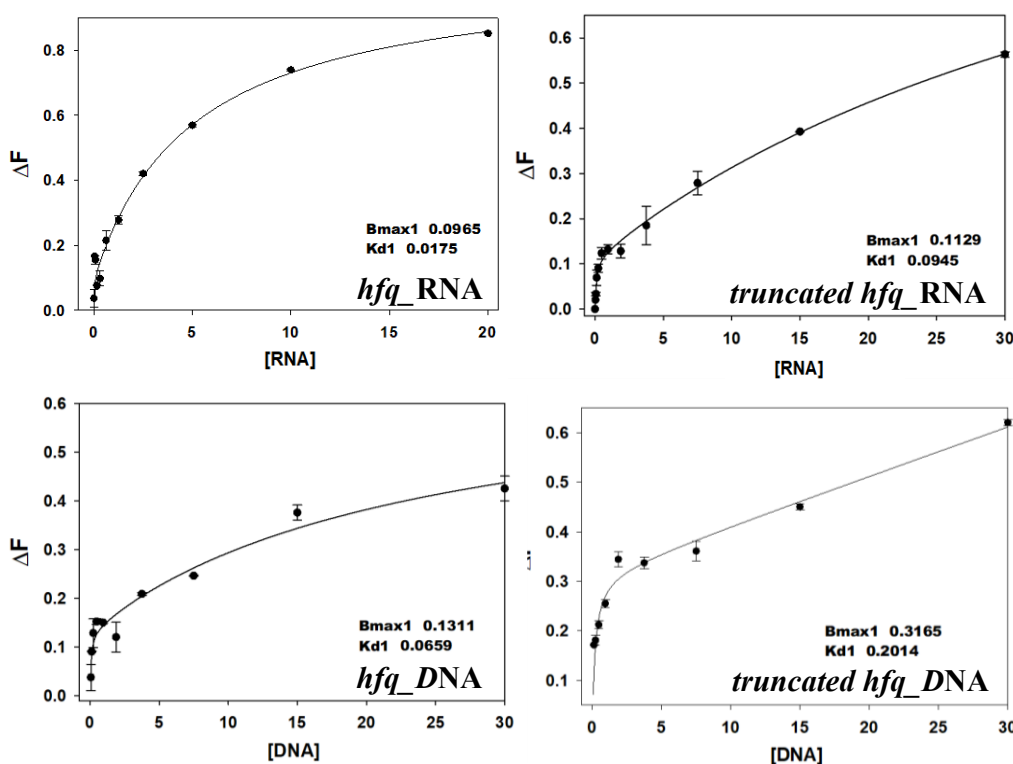 ΔF
0.8
0.6
0.4
0.2
0.0
Bmax1 0.0965
Kd1 0.0175
hfq_RNA
0 5 10 15 20
[RNA]
ΔF
0.6
0.5
0.4
0.3
0.2
0.1
0.0
Bmax1 0.1129
Kd1 0.0945
truncated hfq_RNA
0 5 10 15 20 25 30
[RNA]
ΔF
0.6
0.5
0.4
0.3
0.2
0.1
0.0
Bmax1 0.1311
Kd1 0.0659
hfq_DNA
0 5 10 15 20 25 30
[DNA]
0.6
0.5
0.4
0.3
0.2
0.1
Bmax1 0.3165
Kd1 0.2014
truncated hfq_DNA
0 5 10 15 20 25 30
[DNA]